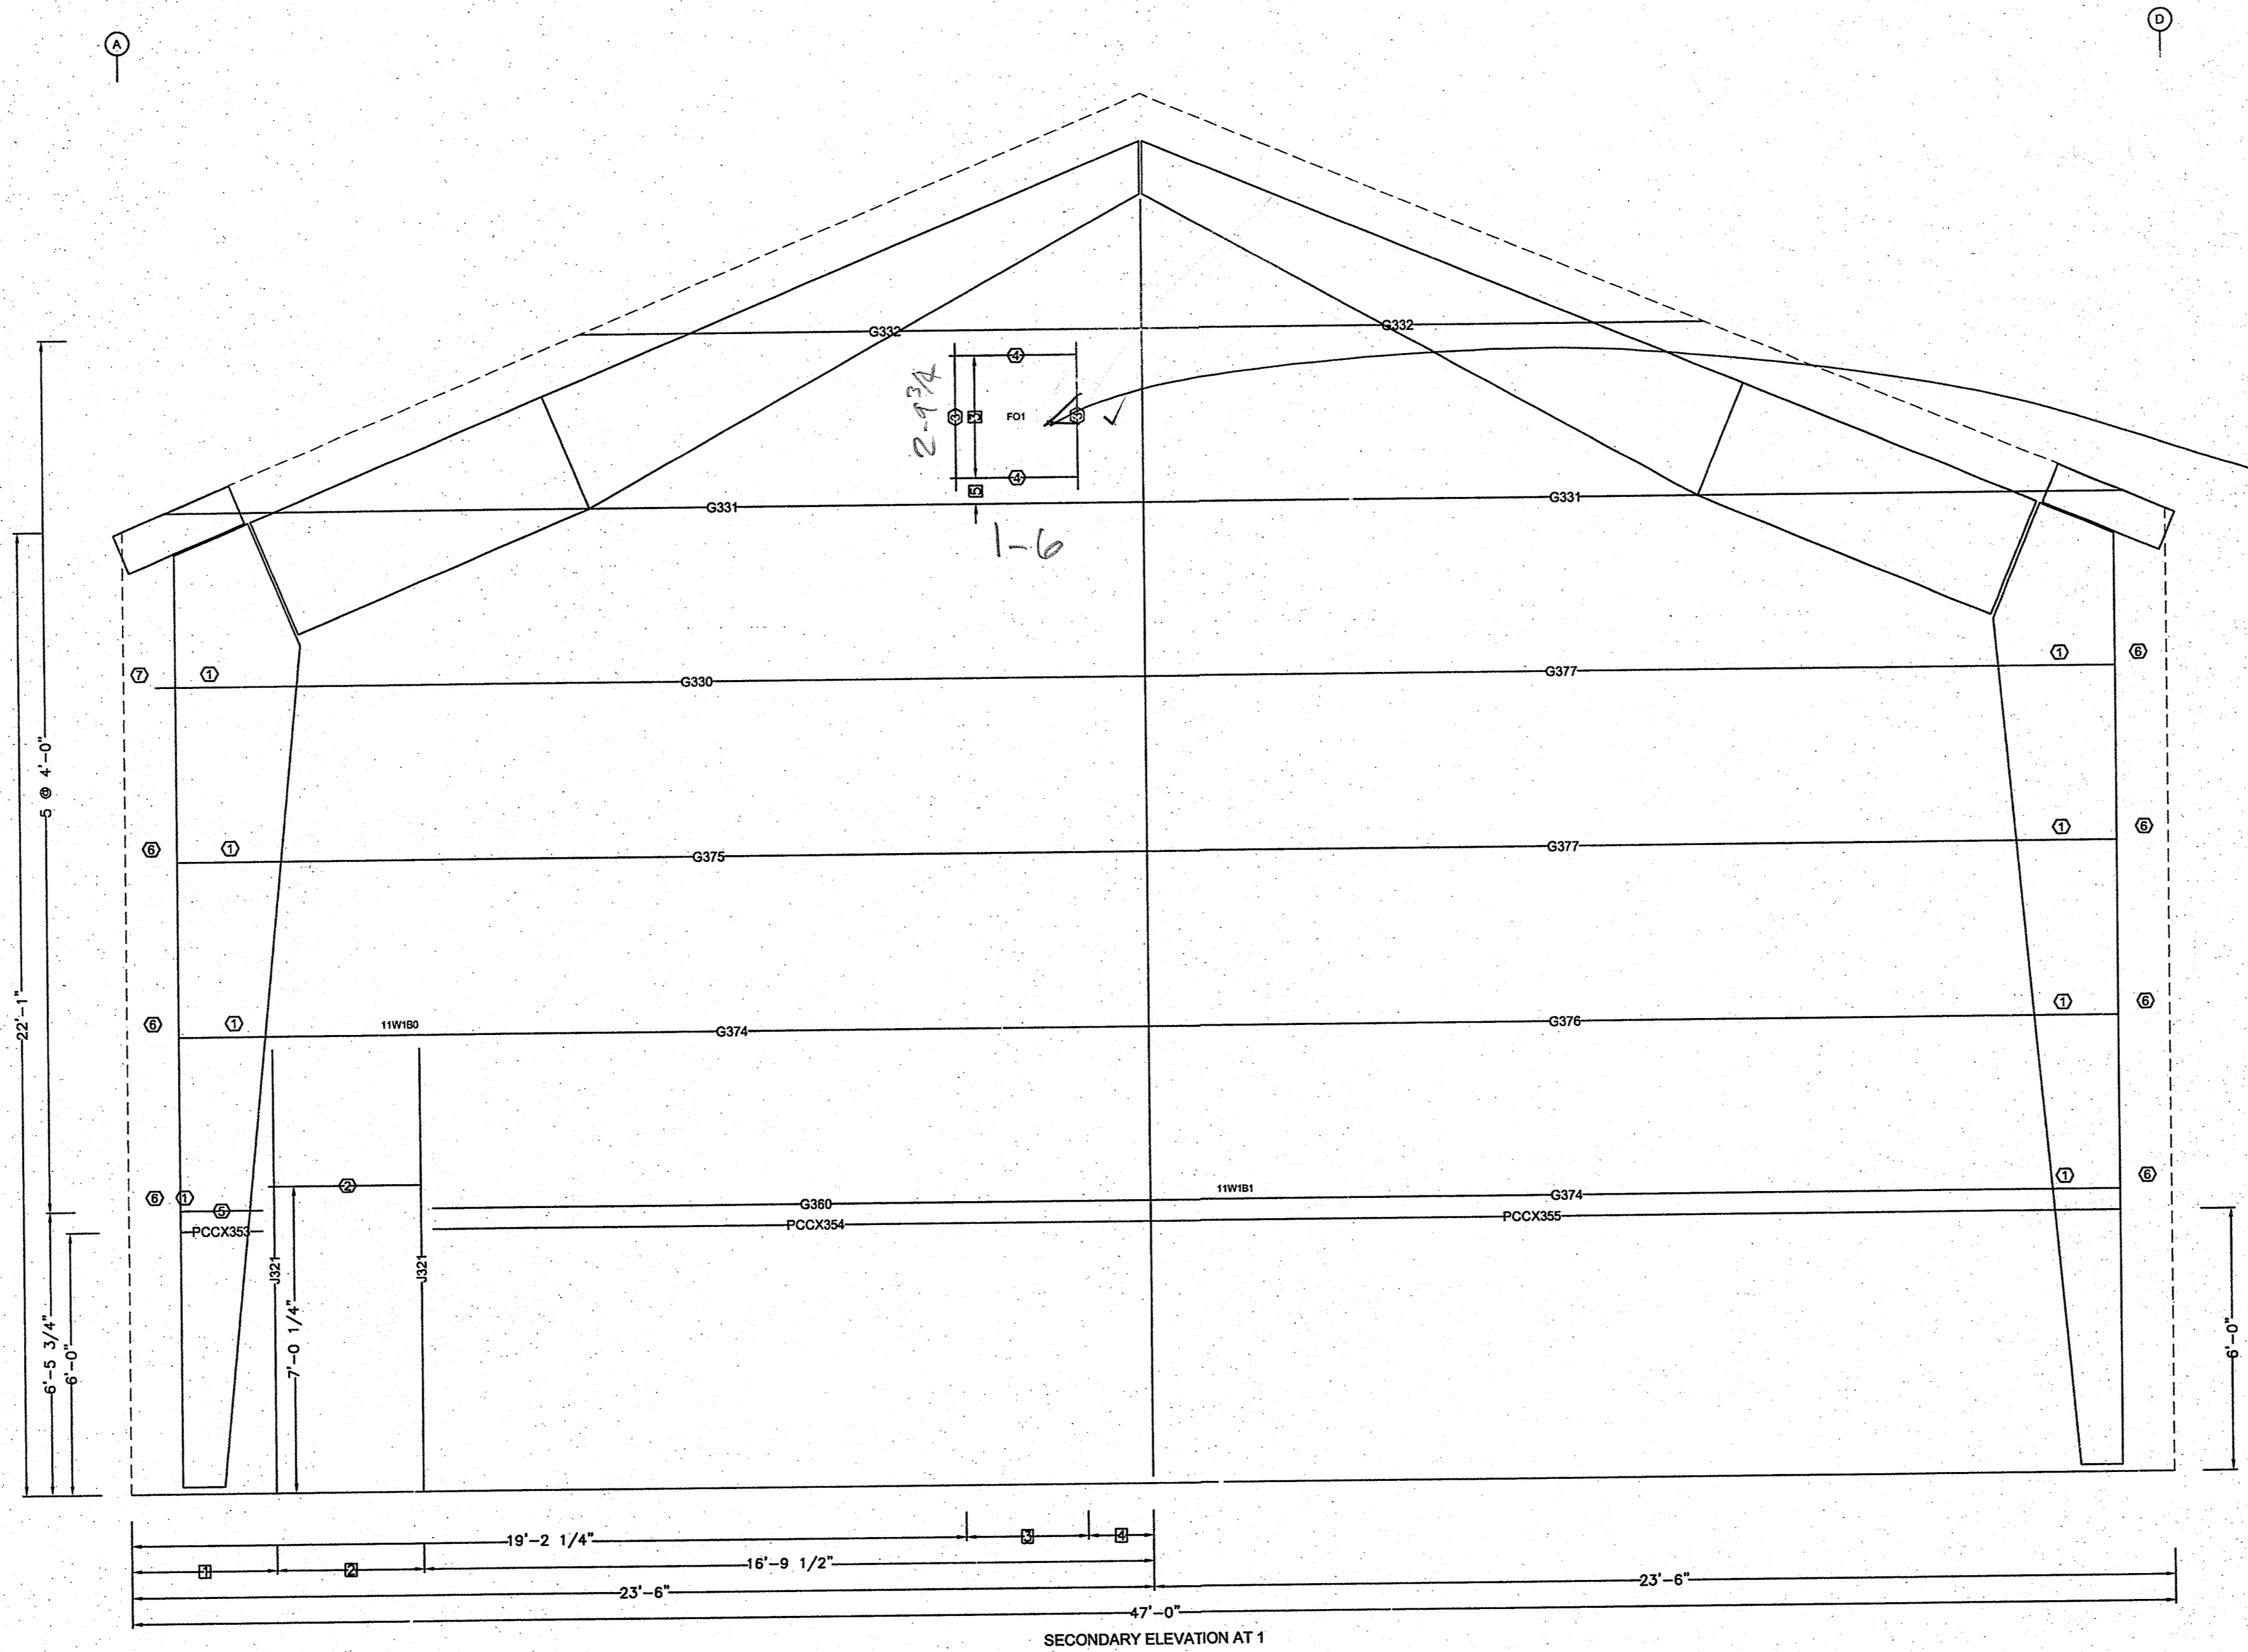 A
D
G332
G332
4
2-9 3/4
3
3
FO1
3
4
5
G331
G331
1-6
7
1
G330
G377
1
6
5 @ 4'-0"
6
1
G375
G377
1
6
22'-1"
6
1
11W1B0
G374
G376
1
6
6
1
5
2
G360
11W1B1
G374
1
6
PCCX353
PCCX354
PCCX355
J321
J321
7'-0 1/4"
6'-5 3/4"
6'-0"
6'-0"
19'-2 1/4"
3
4
1
2
16'-9 1/2"
23'-6"
23'-6"
47'-0"
SECONDARY ELEVATION AT 1